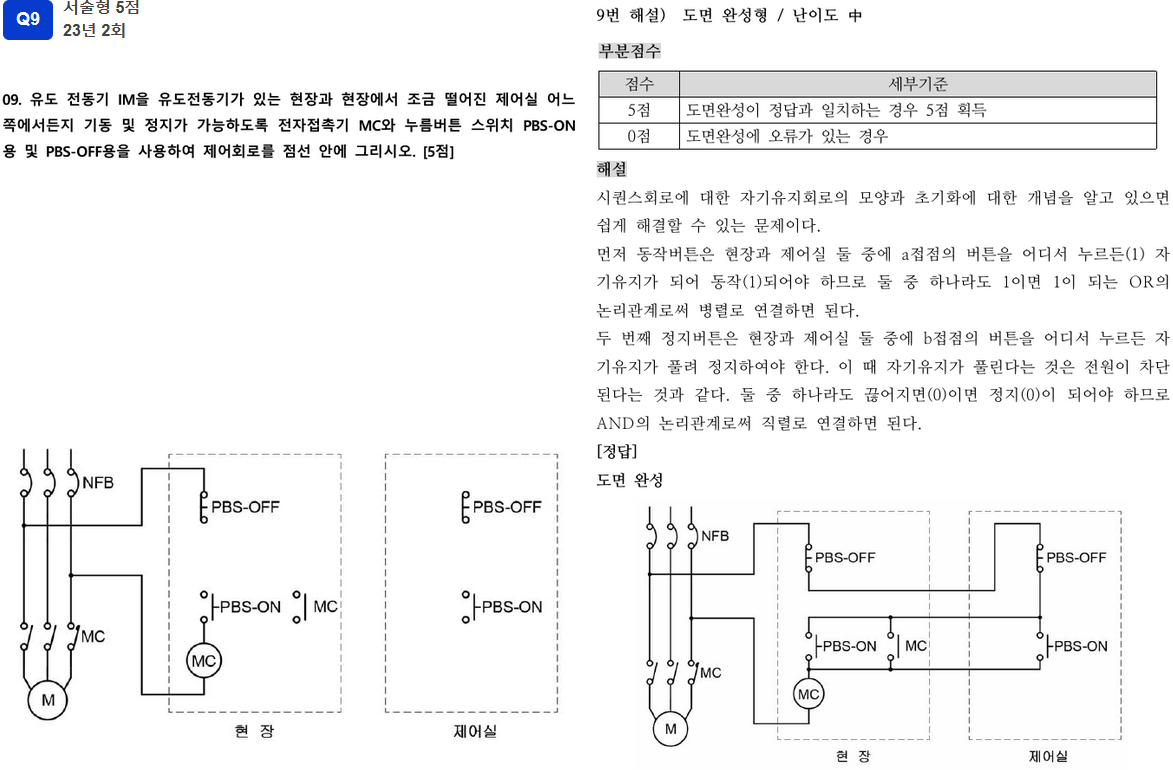 Q9
서술형 5점
23년 2회
09. 유도 전동기 IM을 유도전동기가 있는 현장과 현장에서 조금 떨어진 제어실 어느
쪽에서든지 기동 및 정지가 가능하도록 전자접촉기 MC와 누름버튼 스위치 PBS-ON
용 및 PBS-OFF용을 사용하여 제어회로를 점선 안에 그리시오. [5점]
NFB
PBS-OFF
PBS-OFF
PBS-ON
MC
PBS-ON
MC
MC
M
현 장
제어실
9번 해설) 도면 완성형 / 난이도 中
부분점수
점수 세부기준
5점 도면완성이 정답과 일치하는 경우 5점 획득
0점 도면완성에 오류가 있는 경우
해설
시퀀스회로에 대한 자기유지회로의 모양과 초기화에 대한 개념을 알고 있으면
쉽게 해결할 수 있는 문제이다.
먼저 동작버튼은 현장과 제어실 둘 중에 a접점의 버튼을 어디서 누르든(1) 자
기유지가 되어 동작(1)되어야 하므로 둘 중 하나라도 1이면 1이 되는 OR의
논리관계로써 병렬로 연결하면 된다.
두 번째 정지버튼은 현장과 제어실 둘 중에 b접점의 버튼을 어디서 누르든 자
기유지가 풀려 정지하여야 한다. 이 때 자기유지가 풀린다는 것은 전원이 차단
된다는 것과 같다. 둘 중 하나라도 끊어지면(0)이면 정지(0)이 되어야 하므로
AND의 논리관계로써 직렬로 연결하면 된다.
[정답]
도면 완성
NFB
PBS-OFF
PBS-OFF
PBS-ON
MC
PBS-ON
MC
MC
M
현 장
제어실